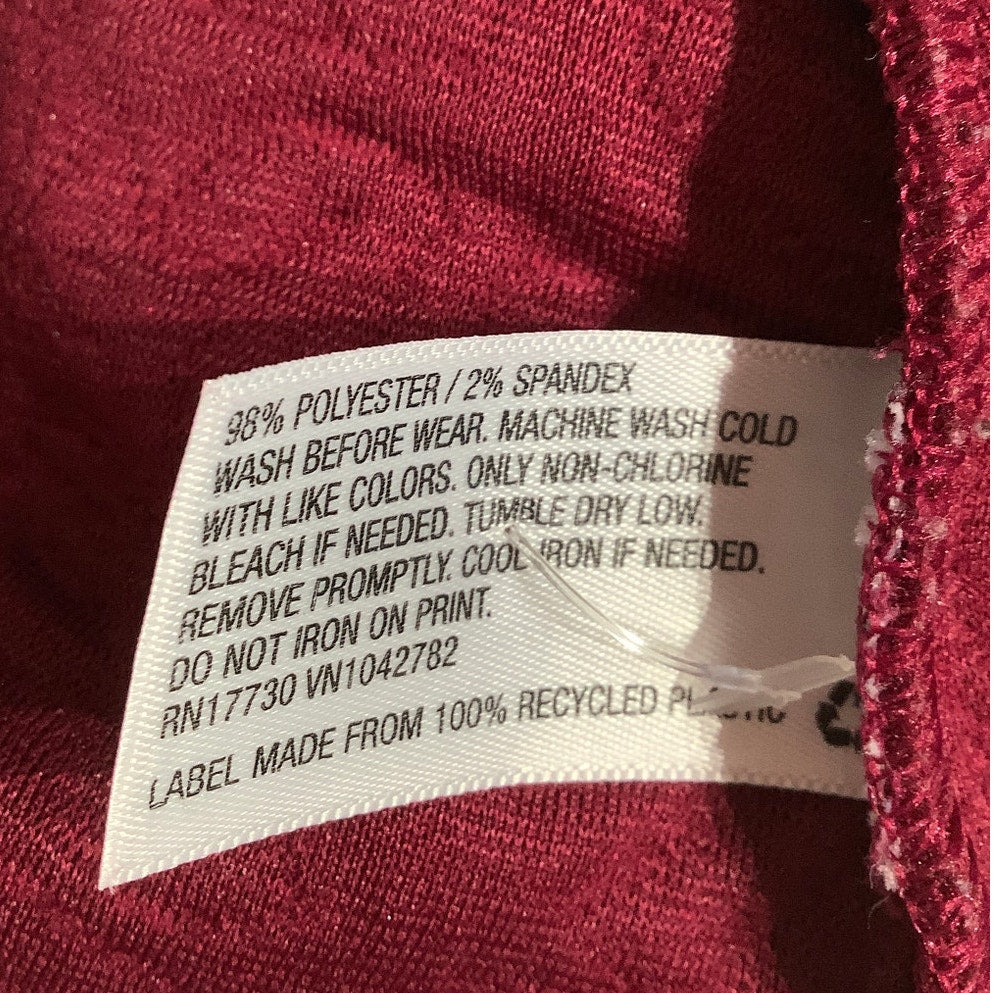 98% POLYESTER / 2% SPANDEX
WASH BEFORE WEAR. MACHINE WASH COLD
WITH LIKE COLORS. ONLY NON-CHLORINE
BLEACH IF NEEDED. TUMBLE DRY LOW.
REMOVE PROMPTLY. COOL IRON IF NEEDED.
DO NOT IRON ON PRINT.
RN17730 VN1042782
LABEL MADE FROM 100% RECYCLED PLASTIC